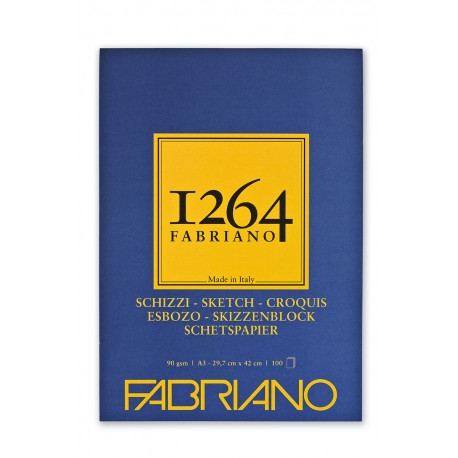 1264
FABRIANO
Made in Italy
SCHIZZI - SKETCH - CROQUIS
ESBOZO - SKIZZENBLOCK
SCHETSPAPIER
90 gsm | A3 - 29,7 cm x 42 cm | 100
FABRIANO